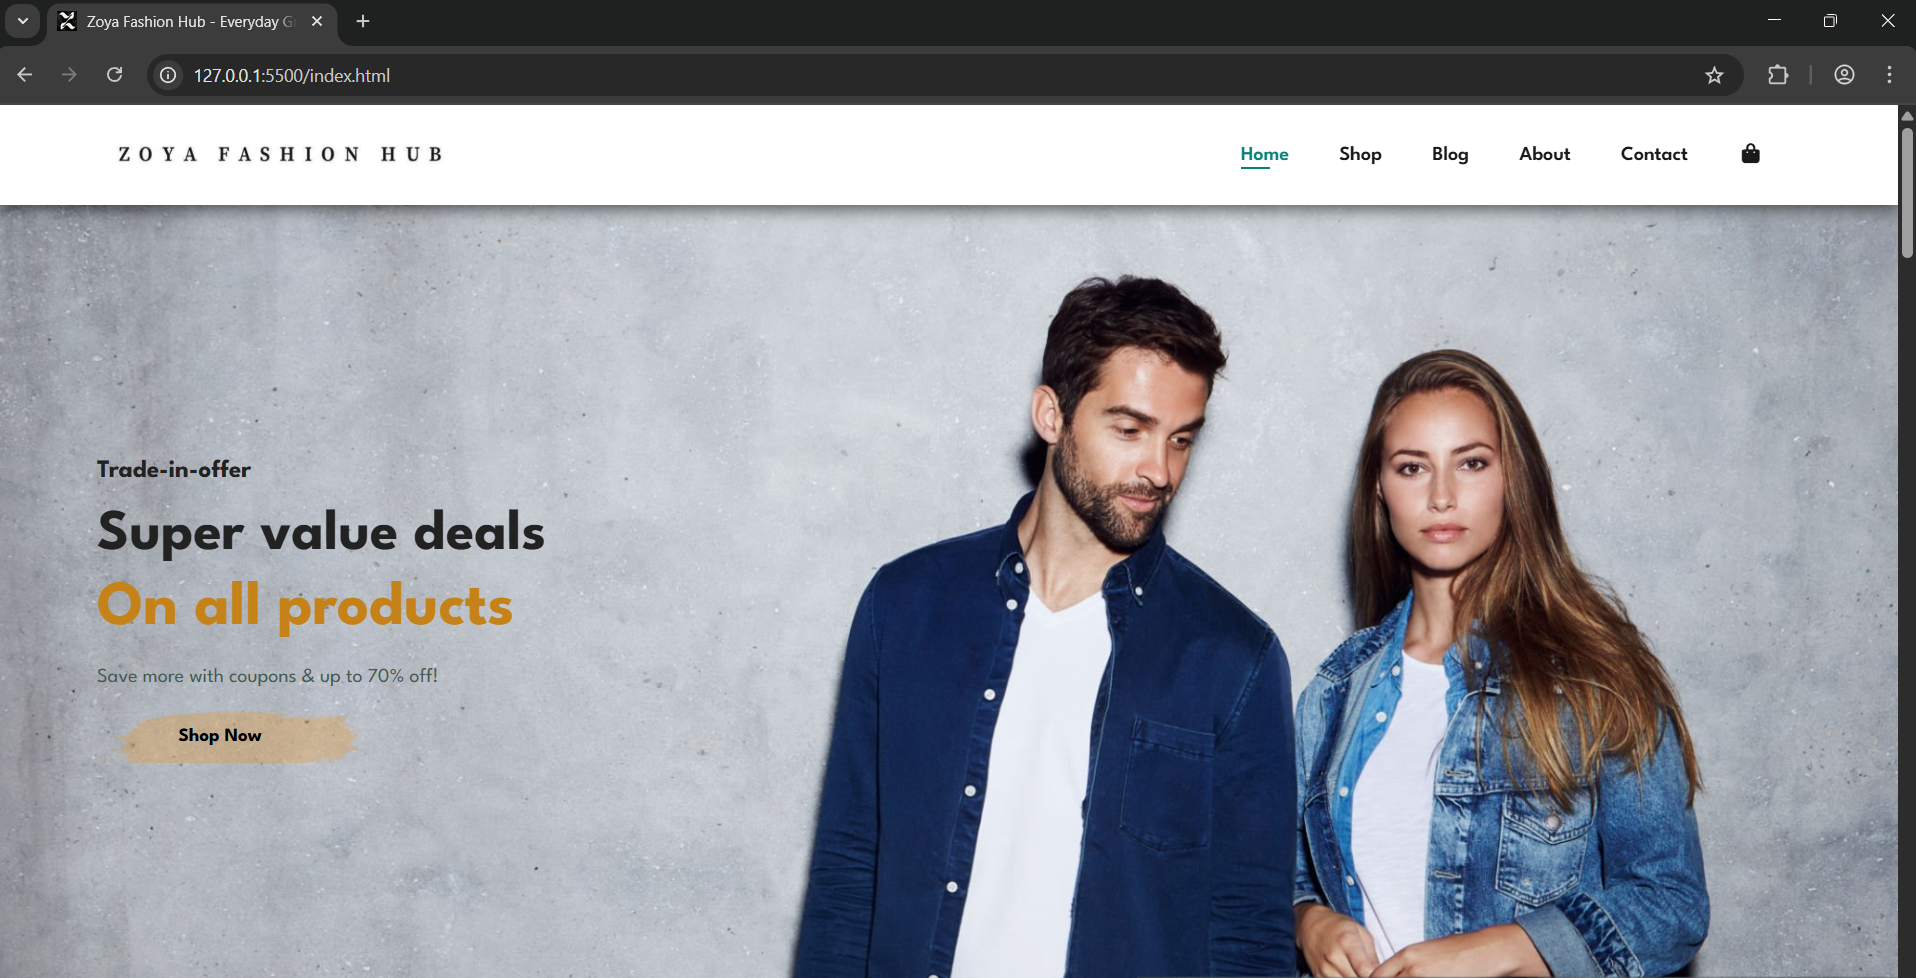 Zoya Fashion Hub - Everyday G
127.0.0.1:5500/index.html
ZOYA FASHION HUB
Home Shop Blog About Contact
Trade-in-offer
Super value deals
On all products
Save more with coupons & up to 70% off!
Shop Now